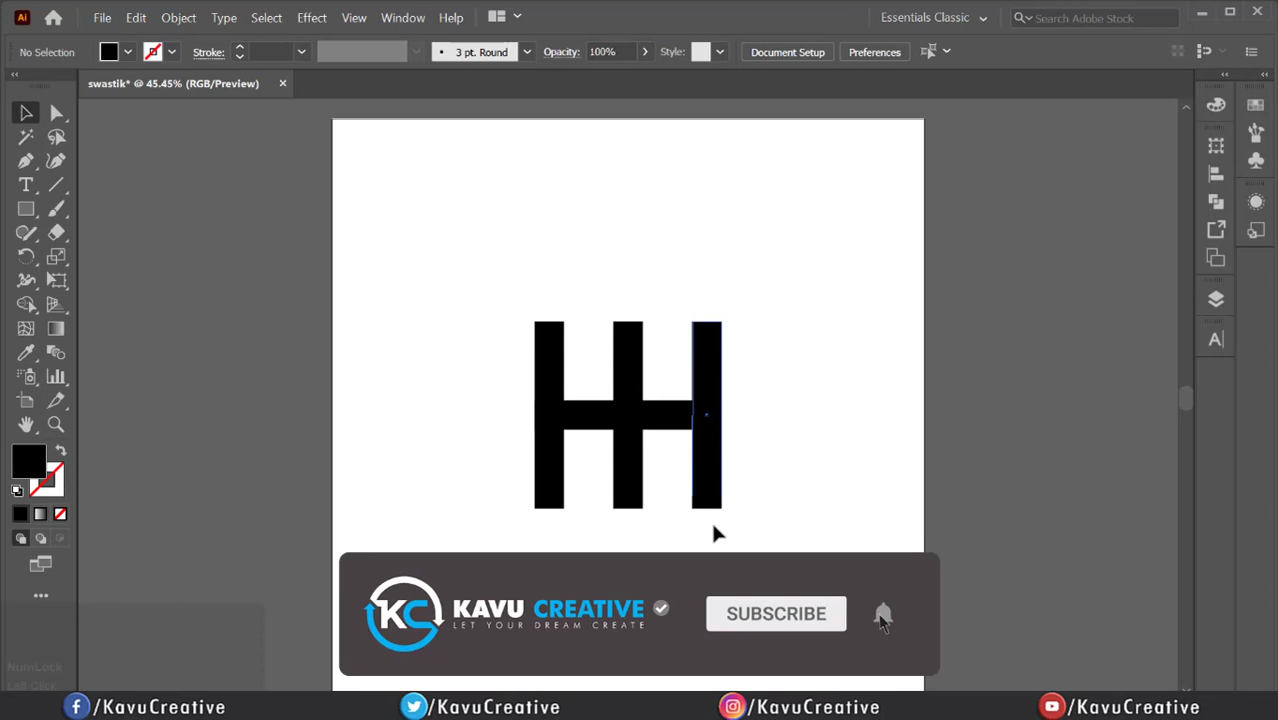 Ai File Edit Object Type Select Effect View Window Help Essentials Classic Search Adobe Stock
No Selection Stroke: 3 pt. Round Opacity: 100% Style: Document Setup Preferences
swastik* @ 45.45% (RGB/Preview)
NumLock
Left Click
KC KAVU CREATIVE
LET YOUR DREAM CREATE
SUBSCRIBE
/KavuCreative /KavuCreative /KavuCreative /KavuCreative